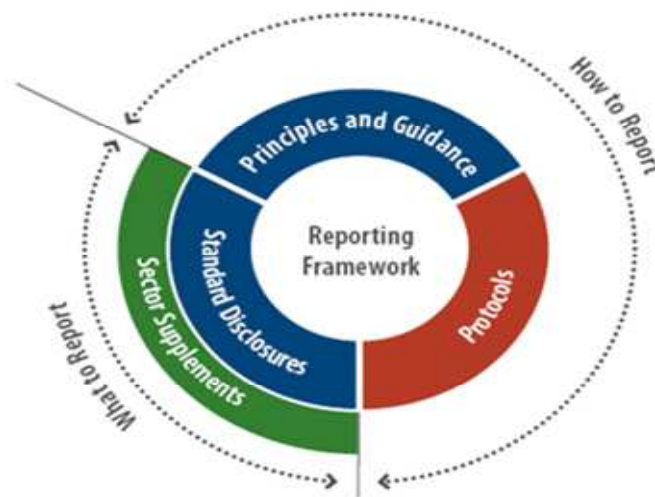 How to Report
Principles and Guidance
Reporting
Framework
Standard Disclosures
Sector Supplements
Protocols
What to Report